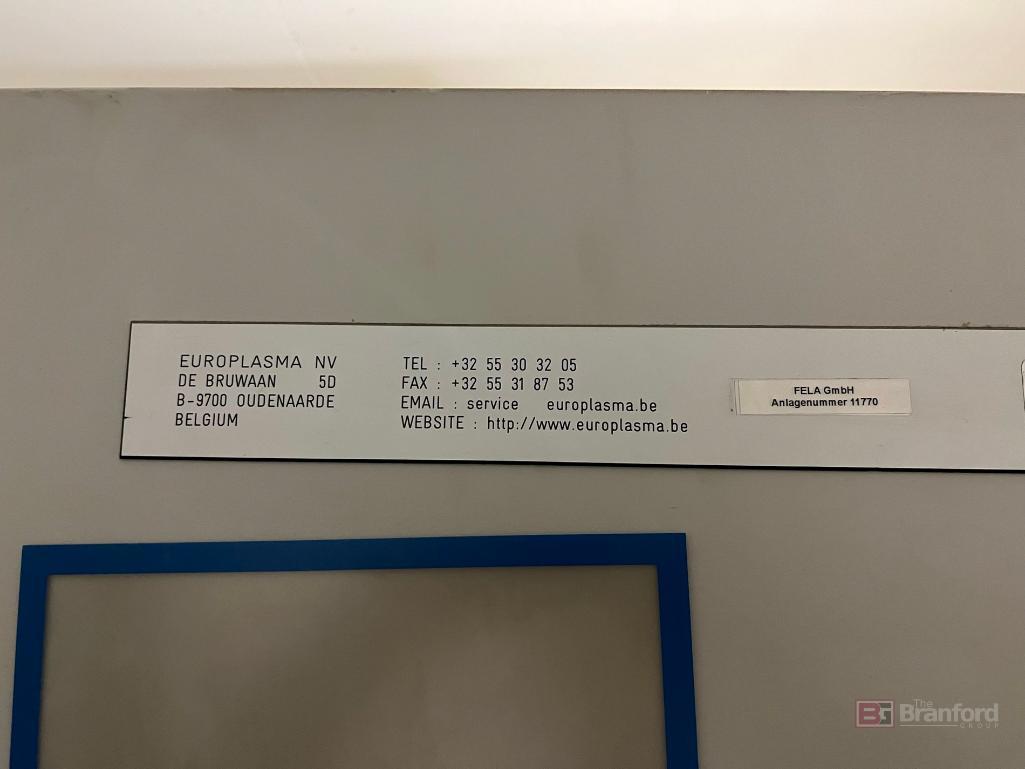 EUROPLASMA NV
DE BRUWAAN 5D
B-9700 OUDENAARDE
BELGIUM
TEL : +32 55 30 32 05
FAX : +32 55 31 87 53
EMAIL : service europlasma.be
WEBSITE : http://www.europlasma.be
FELA GmbH
Anlagenummer 11770
BG The
Branford
GROUP